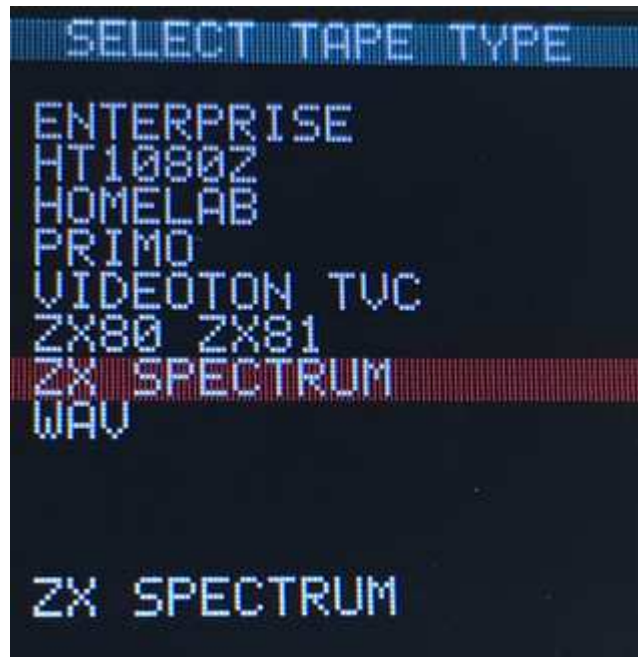 SELECT TAPE TYPE
ENTERPRISE
HT1080Z
HOMELAB
PRIMO
VIDEOTON TVC
ZX80 ZX81
ZX SPECTRUM
WAV
ZX SPECTRUM